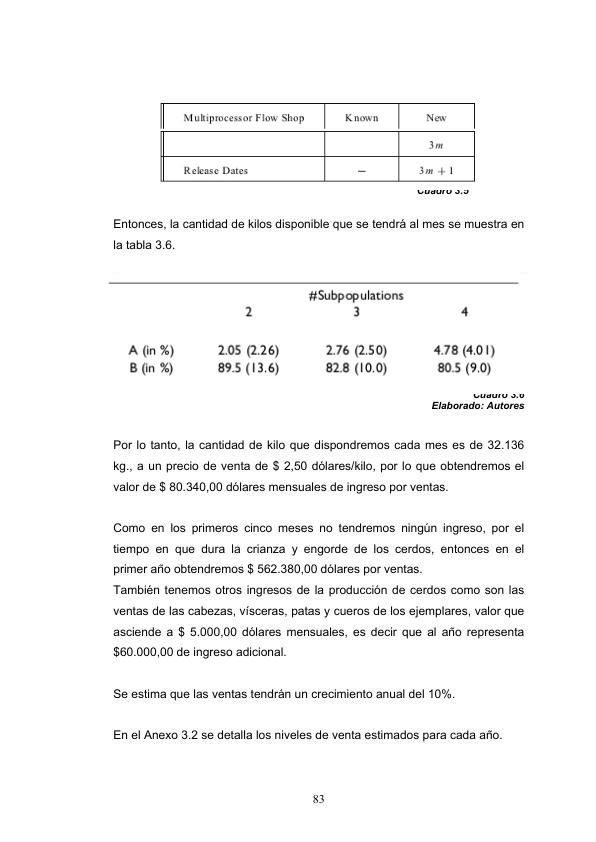 Multiprocessor Flow Shop Known New
3m
Release Dates — 3m + 1
Cuadro 3.5
Entonces, la cantidad de kilos disponible que se tendrá al mes se muestra en
la tabla 3.6.
#Subpopulations
2 3 4
A (in %) 2.05 (2.26) 2.76 (2.50) 4.78 (4.01)
B (in %) 89.5 (13.6) 82.8 (10.0) 80.5 (9.0)
Cuadro 3.6
Elaborado: Autores
Por lo tanto, la cantidad de kilo que dispondremos cada mes es de 32.136
kg., a un precio de venta de $ 2,50 dólares/kilo, por lo que obtendremos el
valor de $ 80.340,00 dólares mensuales de ingreso por ventas.
Como en los primeros cinco meses no tendremos ningún ingreso, por el
tiempo en que dura la crianza y engorde de los cerdos, entonces en el
primer año obtendremos $ 562.380,00 dólares por ventas.
También tenemos otros ingresos de la producción de cerdos como son las
ventas de las cabezas, vísceras, patas y cueros de los ejemplares, valor que
asciende a $ 5.000,00 dólares mensuales, es decir que al año representa
$60.000,00 de ingreso adicional.
Se estima que las ventas tendrán un crecimiento anual del 10%.
En el Anexo 3.2 se detalla los niveles de venta estimados para cada año.
83